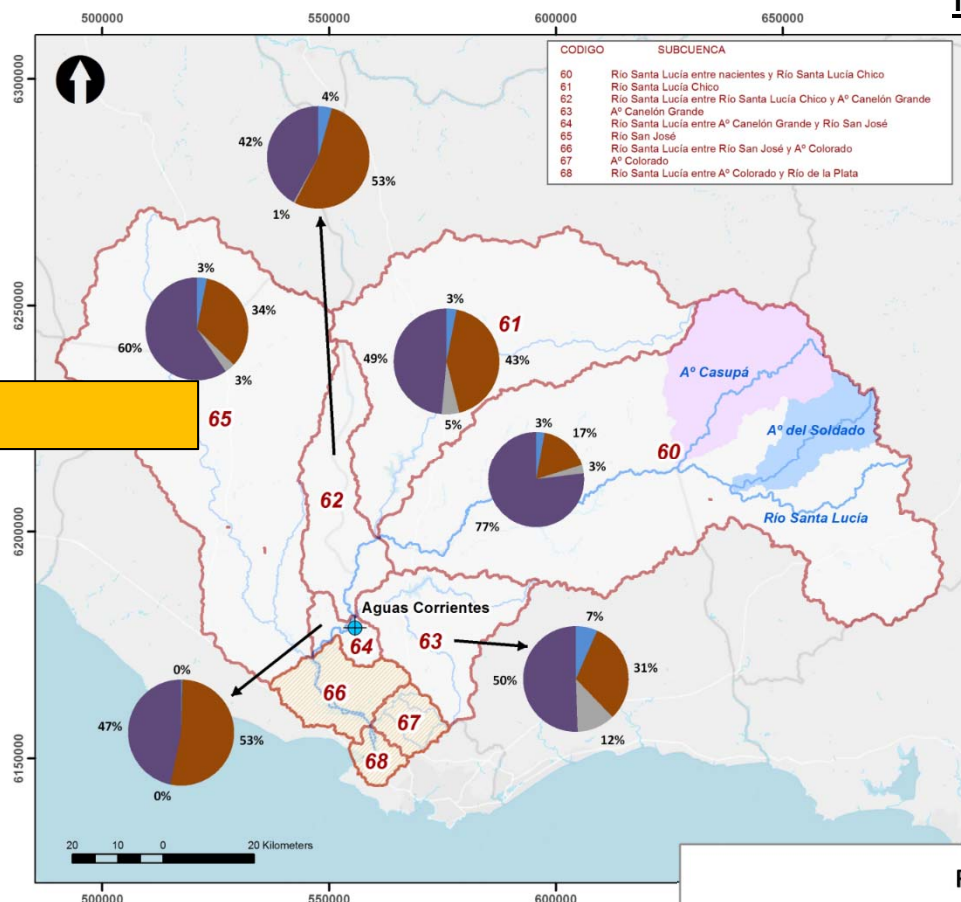 500000 550000 600000 650000
6300000
6250000
6200000
6150000
CODIGO SUBCUENCA
60 Río Santa Lucía entre nacientes y Río Santa Lucía Chico
61 Río Santa Lucía Chico
62 Río Santa Lucía entre Río Santa Lucía Chico y Aº Canelón Grande
63 Aº Canelón Grande
64 Río Santa Lucía entre Aº Canelón Grande y Río San José
65 Río San José
66 Río Santa Lucía entre Río San José y Aº Colorado
67 Aº Colorado
68 Río Santa Lucía entre Aº Colorado y Río de la Plata
4%
42%
53%
1%
3%
34%
60%
3%
65
3%
61
49%
43%
5%
Aº Casupá
Aº del Soldado
60
3%
17%
3%
77%
Río Santa Lucía
62
Aguas Corrientes
64
63
7%
50%
31%
12%
66
67
68
0%
47%
53%
0%
20 10 0 20 Kilometers
500000 550000 600000